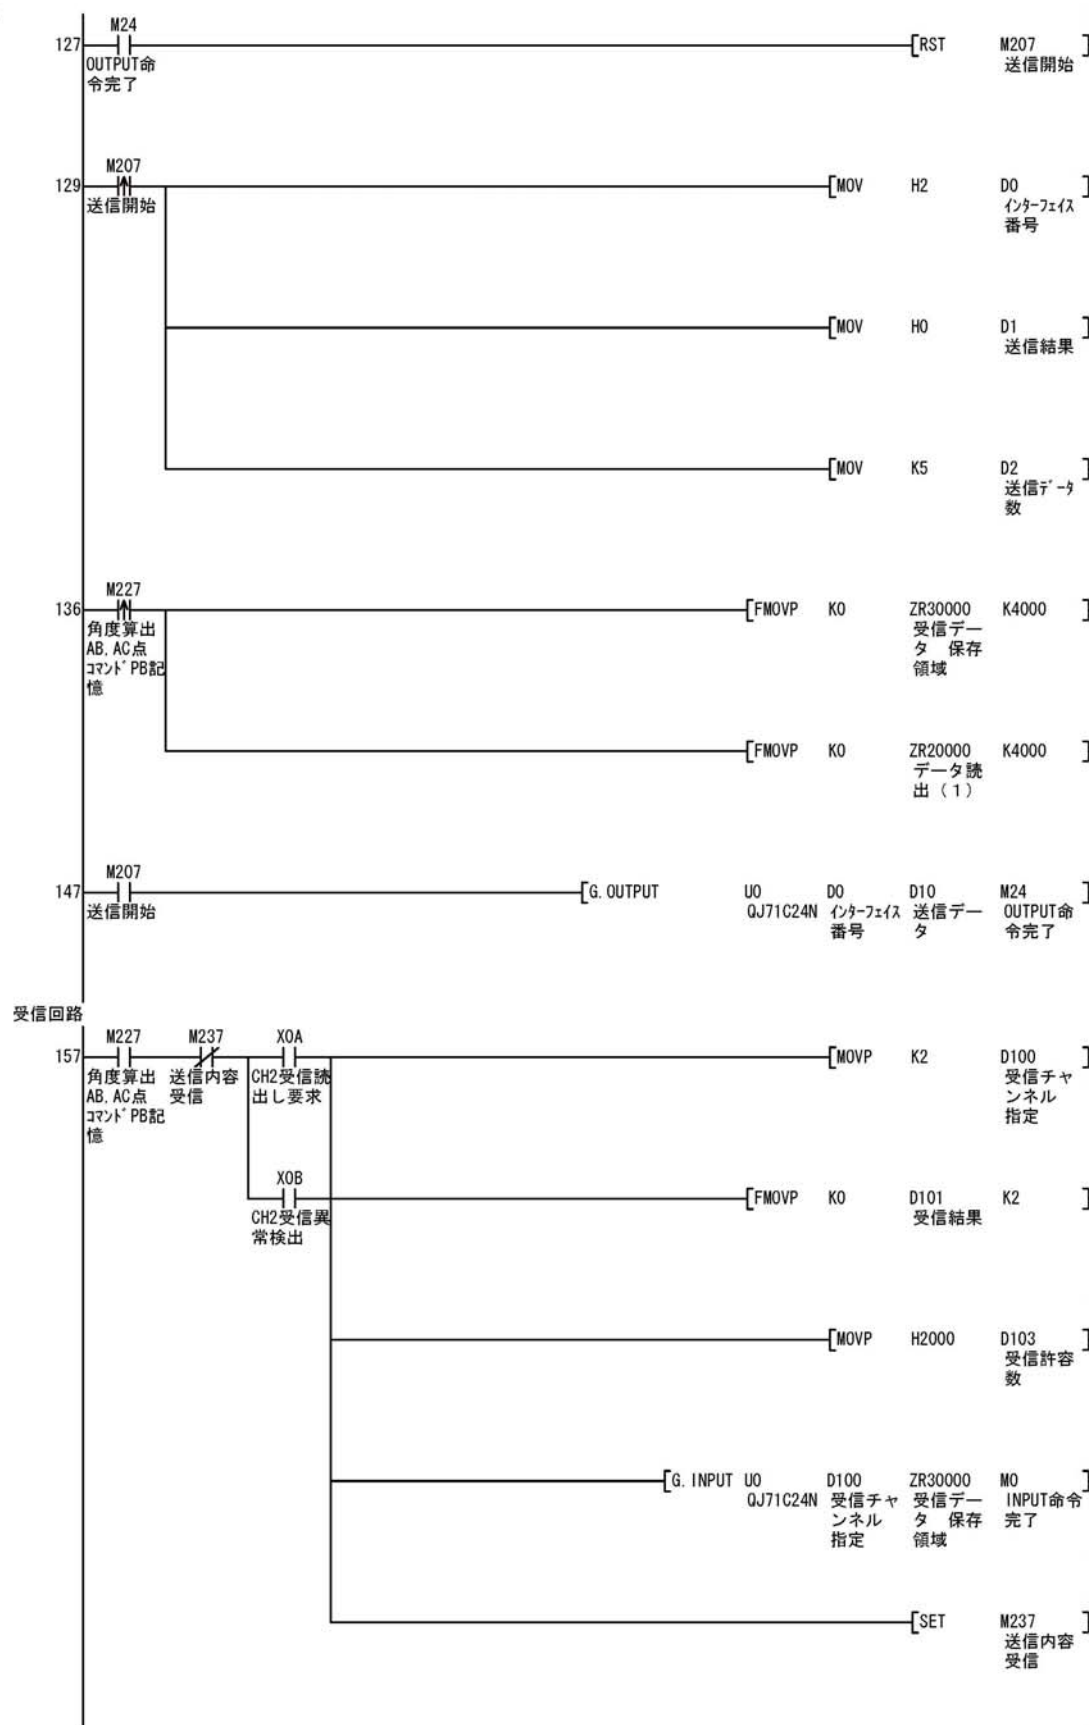 M24
127
[RST M207 ]
OUTPUT命
令完了
送信開始
M207
129
[MOV H2 D0 ]
送信開始
インターフェイス
番号
[MOV H0 D1 ]
送信結果
[MOV K5 D2 ]
送信データ
数
M227
136
[FMOVP K0 ZR30000 K4000 ]
角度算出
AB.AC点
コマンドPB記
憶
受信デー
タ 保存
領域
[FMOVP K0 ZR20000 K4000 ]
データ読
出（１）
M207
147
[G.OUTPUT U0 D0 D10 M24 ]
送信開始
QJ71C24N インターフェイス 送信デー OUTPUT命
番号 タ 令完了
受信回路
M227 M237 X0A
157
[MOVP K2 D100 ]
角度算出 送信内容 CH2受信読
AB.AC点 受信 出し要求
コマンドPB記
憶
受信チャ
ンネル
指定
X0B
[FMOVP K0 D101 K2 ]
CH2受信異
常検出
受信結果
[MOVP H2000 D103 ]
受信許容
数
[G.INPUT U0 D100 ZR30000 M0 ]
QJ71C24N 受信チャ 受信デー INPUT命令
ンネル タ 保存 完了
指定 領域
[SET M237 ]
送信内容
受信